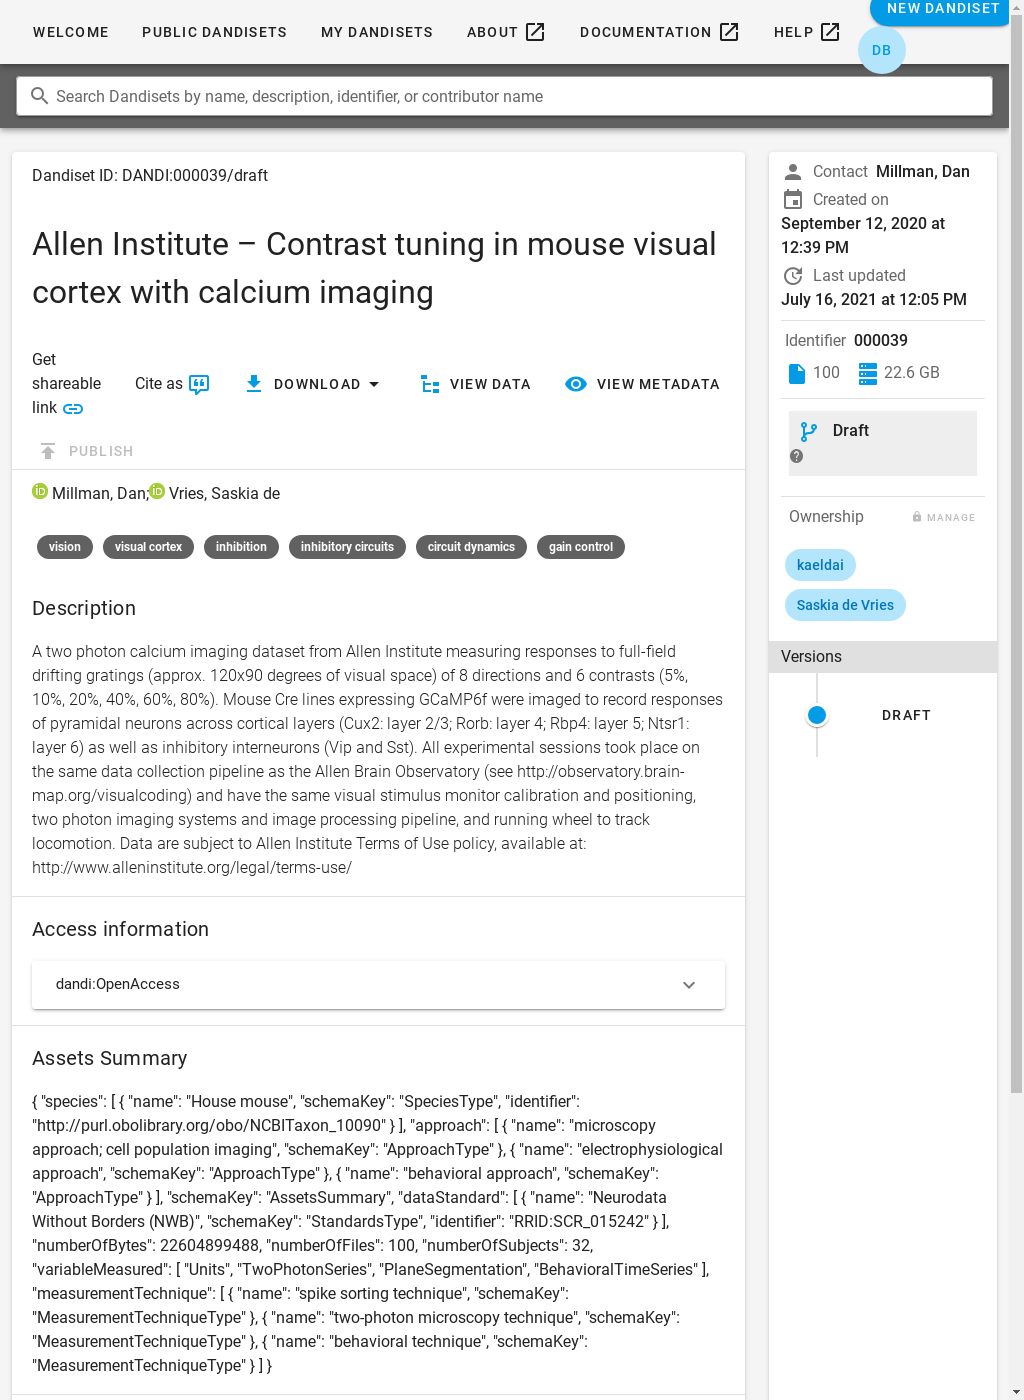 WELCOME PUBLIC DANDISETS MY DANDISETS ABOUT DOCUMENTATION HELP NEW DANDISET
DB
Search Dandisets by name, description, identifier, or contributor name
Dandiset ID: DANDI:000039/draft
Allen Institute – Contrast tuning in mouse visual
cortex with calcium imaging
Get
shareable
link
Cite as
DOWNLOAD
VIEW DATA
VIEW METADATA
PUBLISH
Millman, Dan; Vries, Saskia de
vision visual cortex inhibition inhibitory circuits circuit dynamics gain control
Description
A two photon calcium imaging dataset from Allen Institute measuring responses to full-field
drifting gratings (approx. 120x90 degrees of visual space) of 8 directions and 6 contrasts (5%,
10%, 20%, 40%, 60%, 80%). Mouse Cre lines expressing GCaMP6f were imaged to record responses
of pyramidal neurons across cortical layers (Cux2: layer 2/3; Rorb: layer 4; Rbp4: layer 5; Ntsr1:
layer 6) as well as inhibitory interneurons (Vip and Sst). All experimental sessions took place on
the same data collection pipeline as the Allen Brain Observatory (see http://observatory.brain-
map.org/visualcoding) and have the same visual stimulus monitor calibration and positioning,
two photon imaging systems and image processing pipeline, and running wheel to track
locomotion. Data are subject to Allen Institute Terms of Use policy, available at:
http://www.alleninstitute.org/legal/terms-use/
Access information
dandi:OpenAccess
Assets Summary
{ "species": [ { "name": "House mouse", "schemaKey": "SpeciesType", "identifier":
"http://purl.obolibrary.org/obo/NCBITaxon_10090" } ], "approach": [ { "name": "microscopy
approach; cell population imaging", "schemaKey": "ApproachType" }, { "name": "electrophysiological
approach", "schemaKey": "ApproachType" }, { "name": "behavioral approach", "schemaKey":
"ApproachType" } ], "schemaKey": "AssetsSummary", "dataStandard": [ { "name": "Neurodata
Without Borders (NWB)", "schemaKey": "StandardsType", "identifier": "RRID:SCR_015242" } ],
"numberOfBytes": 22604899488, "numberOfFiles": 100, "numberOfSubjects": 32,
"variableMeasured": [ "Units", "TwoPhotonSeries", "PlaneSegmentation", "BehavioralTimeSeries" ],
"measurementTechnique": [ { "name": "spike sorting technique", "schemaKey":
"MeasurementTechniqueType" }, { "name": "two-photon microscopy technique", "schemaKey":
"MeasurementTechniqueType" }, { "name": "behavioral technique", "schemaKey":
"MeasurementTechniqueType" } ] }
Contact Millman, Dan
Created on
September 12, 2020 at
12:39 PM
Last updated
July 16, 2021 at 12:05 PM
Identifier 000039
100 22.6 GB
Draft
Ownership MANAGE
kaeldai
Saskia de Vries
Versions
DRAFT